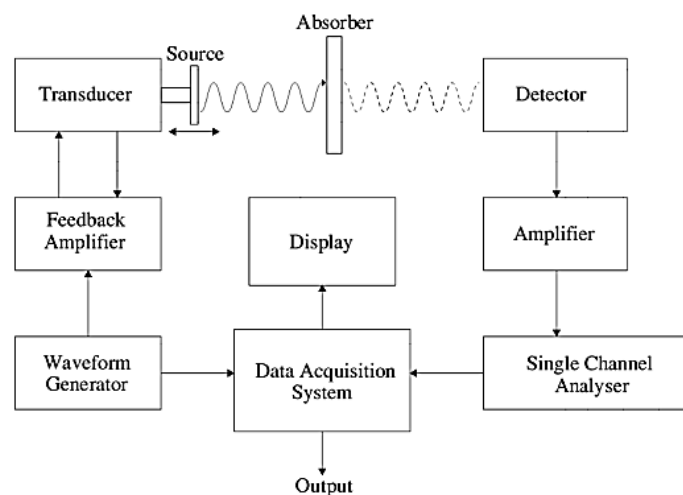 Absorber
Source
Transducer
Detector
Feedback
Amplifier
Display
Amplifier
Waveform
Generator
Data Acquisition
System
Single Channel
Analyser
Output